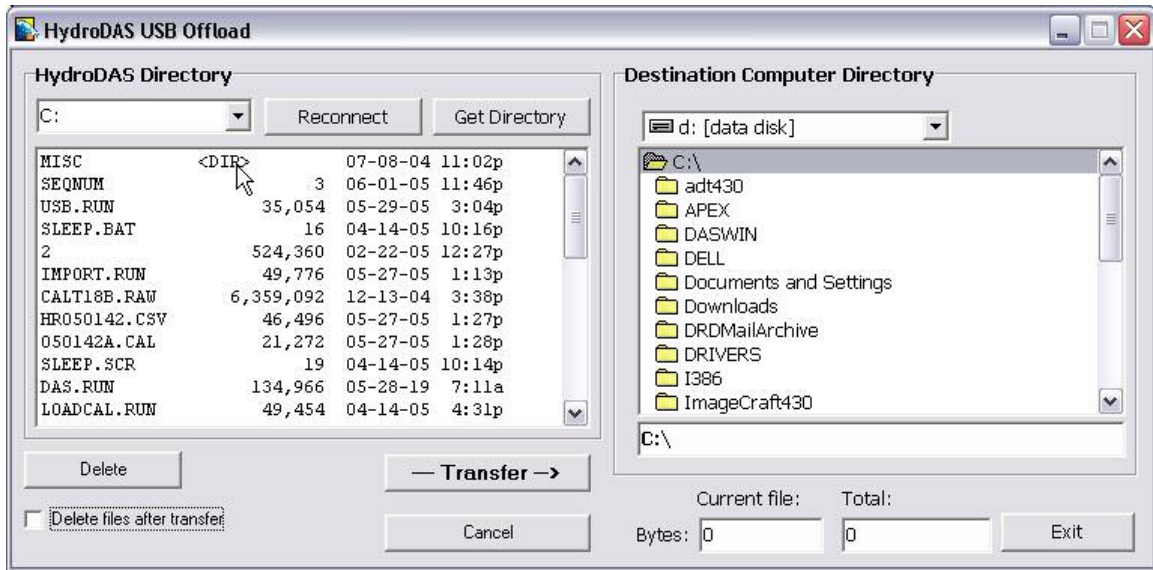 HydroDAS USB Offload
HydroDAS Directory
C:
Reconnect
Get Directory
MISC <DIR> 07-08-04 11:02p
SEQNUM 3 06-01-05 11:46p
USB.RUN 35,054 05-29-05 3:04p
SLEEP.BAT 16 04-14-05 10:16p
2 524,360 02-22-05 12:27p
IMPORT.RUN 49,776 05-27-05 1:13p
CALT18B.RAW 6,359,092 12-13-04 3:38p
HR050142.CSV 46,496 05-27-05 1:27p
050142A.CAL 21,272 05-27-05 1:28p
SLEEP.SCR 19 04-14-05 10:14p
DAS.RUN 134,966 05-28-19 7:11a
LOADCAL.RUN 49,454 04-14-05 4:31p
Delete
Delete files after transfer
— Transfer —>
Cancel
Destination Computer Directory
d: [data disk]
C:\
adt430
APEX
DASWIN
DELL
Documents and Settings
Downloads
DRDMailArchive
DRIVERS
I386
ImageCraft430
C:\
Current file: Total:
Bytes: 0 0
Exit